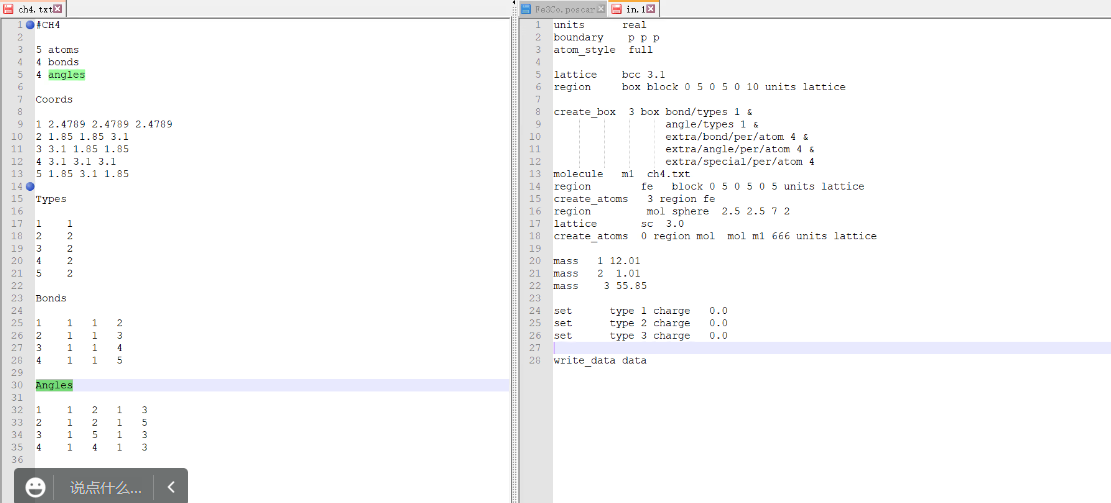 ch4.txt
1 #CH4
2
3 5 atoms
4 4 bonds
5 4 angles
6
7 Coords
8
9 1 2.4789 2.4789 2.4789
10 2 1.85 1.85 3.1
11 3 3.1 1.85 1.85
12 4 3.1 3.1 3.1
13 5 1.85 3.1 1.85
14
15 Types
16
17 1 1
18 2 2
19 3 2
20 4 2
21 5 2
22
23 Bonds
24
25 1 1 1 2
26 2 1 1 3
27 3 1 1 4
28 4 1 1 5
29
30 Angles
31
32 1 1 2 1 3
33 2 1 2 1 5
34 3 1 5 1 3
35 4 1 4 1 3
36
说点什么...
Fe3Co.poscar in.1
1 units real
2 boundary p p p
3 atom_style full
4
5 lattice bcc 3.1
6 region box block 0 5 0 5 0 10 units lattice
7
8 create_box 3 box bond/types 1 &
9 angle/types 1 &
10 extra/bond/per/atom 4 &
11 extra/angle/per/atom 4 &
12 extra/special/per/atom 4
13 molecule m1 ch4.txt
14 region fe block 0 5 0 5 0 5 units lattice
15 create_atoms 3 region fe
16 region mol sphere 2.5 2.5 7 2
17 lattice sc 3.0
18 create_atoms 0 region mol mol m1 666 units lattice
19
20 mass 1 12.01
21 mass 2 1.01
22 mass 3 55.85
23
24 set type 1 charge 0.0
25 set type 2 charge 0.0
26 set type 3 charge 0.0
27
28 write_data data